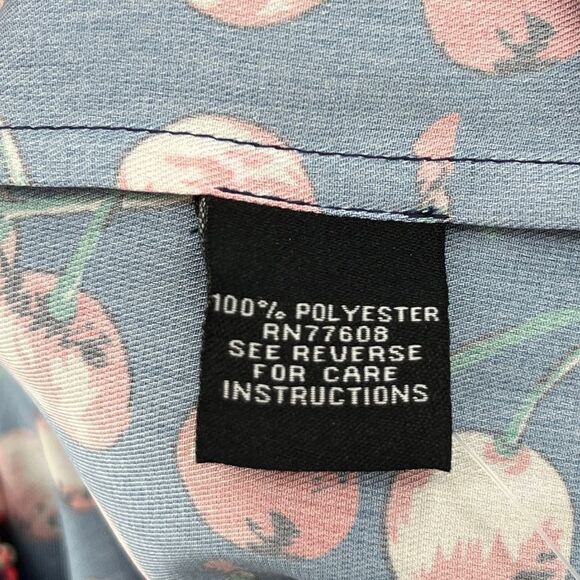 100% POLYESTER
RN77608
SEE REVERSE
FOR CARE
INSTRUCTIONS